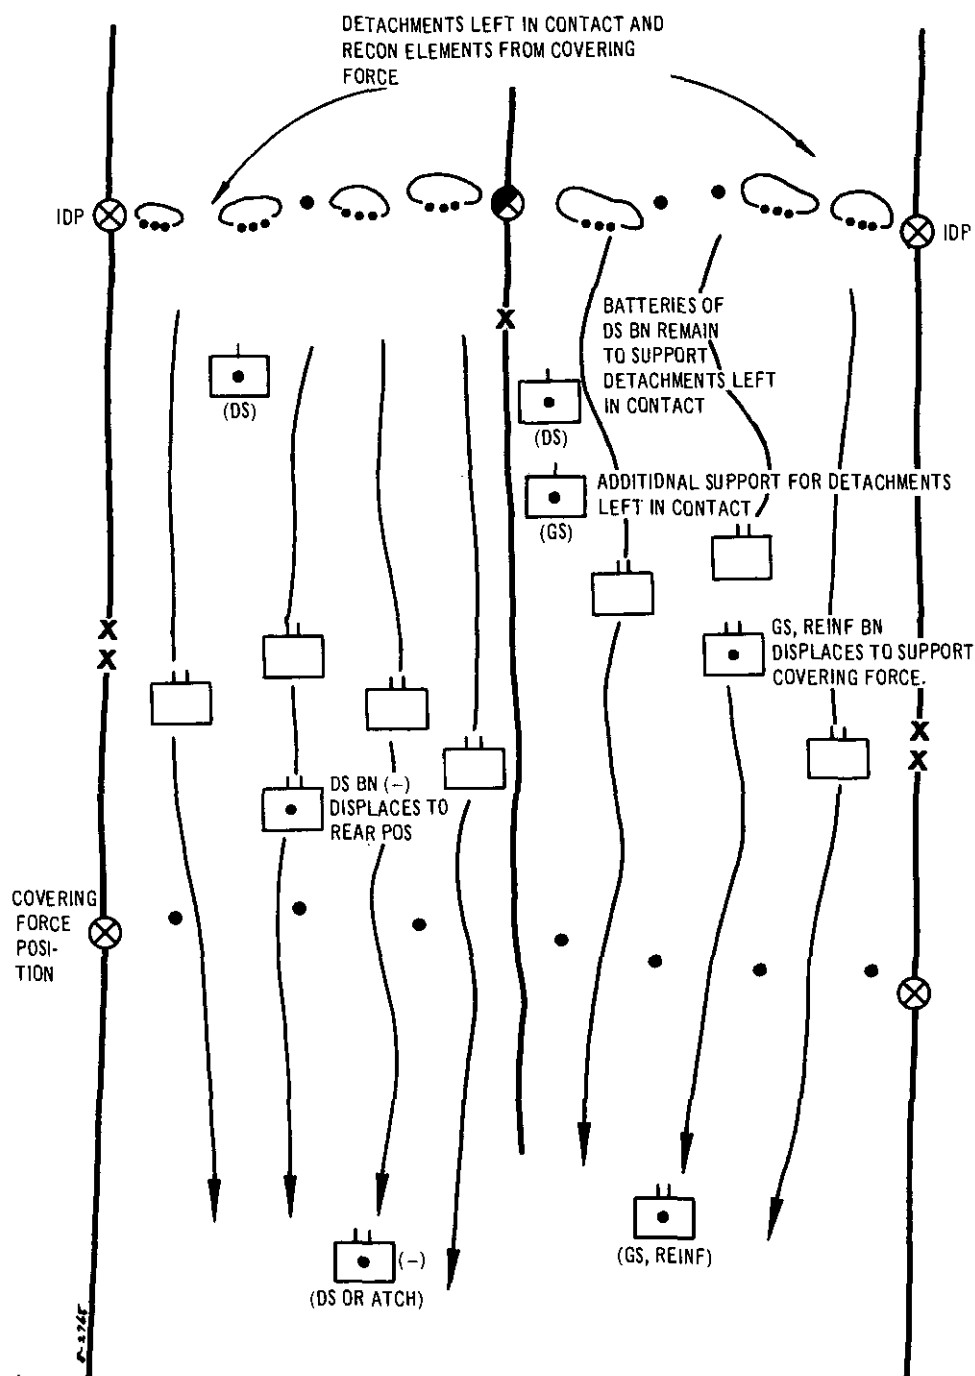 DETACHMENTS LEFT IN CONTACT AND
RECON ELEMENTS FROM COVERING
FORCE
IDP
IDP
BATTERIES OF
DS BN REMAIN
TO SUPPORT
DETACHMENTS LEFT
IN CONTACT
X
(DS)
(DS)
ADDITIONAL SUPPORT FOR DETACHMENTS
LEFT IN CONTACT
(GS)
X
X
GS, REINF BN
DISPLACES TO SUPPORT
COVERING FORCE.
X
X
DS BN (-)
DISPLACES TO
REAR POS
COVERING
FORCE
POSI-
TION
(GS, REINF)
(-)
(DS OR ATCH)